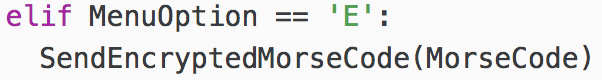 elif MenuOption == 'E':
  SendEncryptedMorseCode(MorseCode)